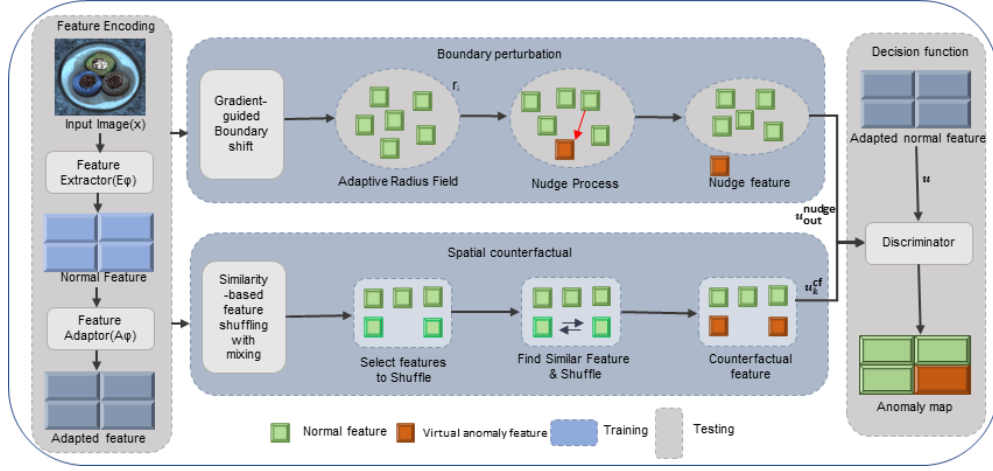 Feature Encoding
Input Image(x)
Feature
Extractor(Eφ)
Normal Feature
Feature
Adaptor(Aφ)
Adapted feature
Boundary perturbation
Gradient-
guided
Boundary
shift
rᵢ
Adaptive Radius Field
Nudge Process
Nudge feature
Spatial counterfactual
Similarity
-based
feature
shuffling
with
mixing
Select features
to Shuffle
Find Similar Feature
& Shuffle
Counterfactual
feature
u_out^nudge
u_k^cf
Decision function
Adapted normal feature
u
Discriminator
Anomaly map
Normal feature
Virtual anomaly feature
Training
Testing